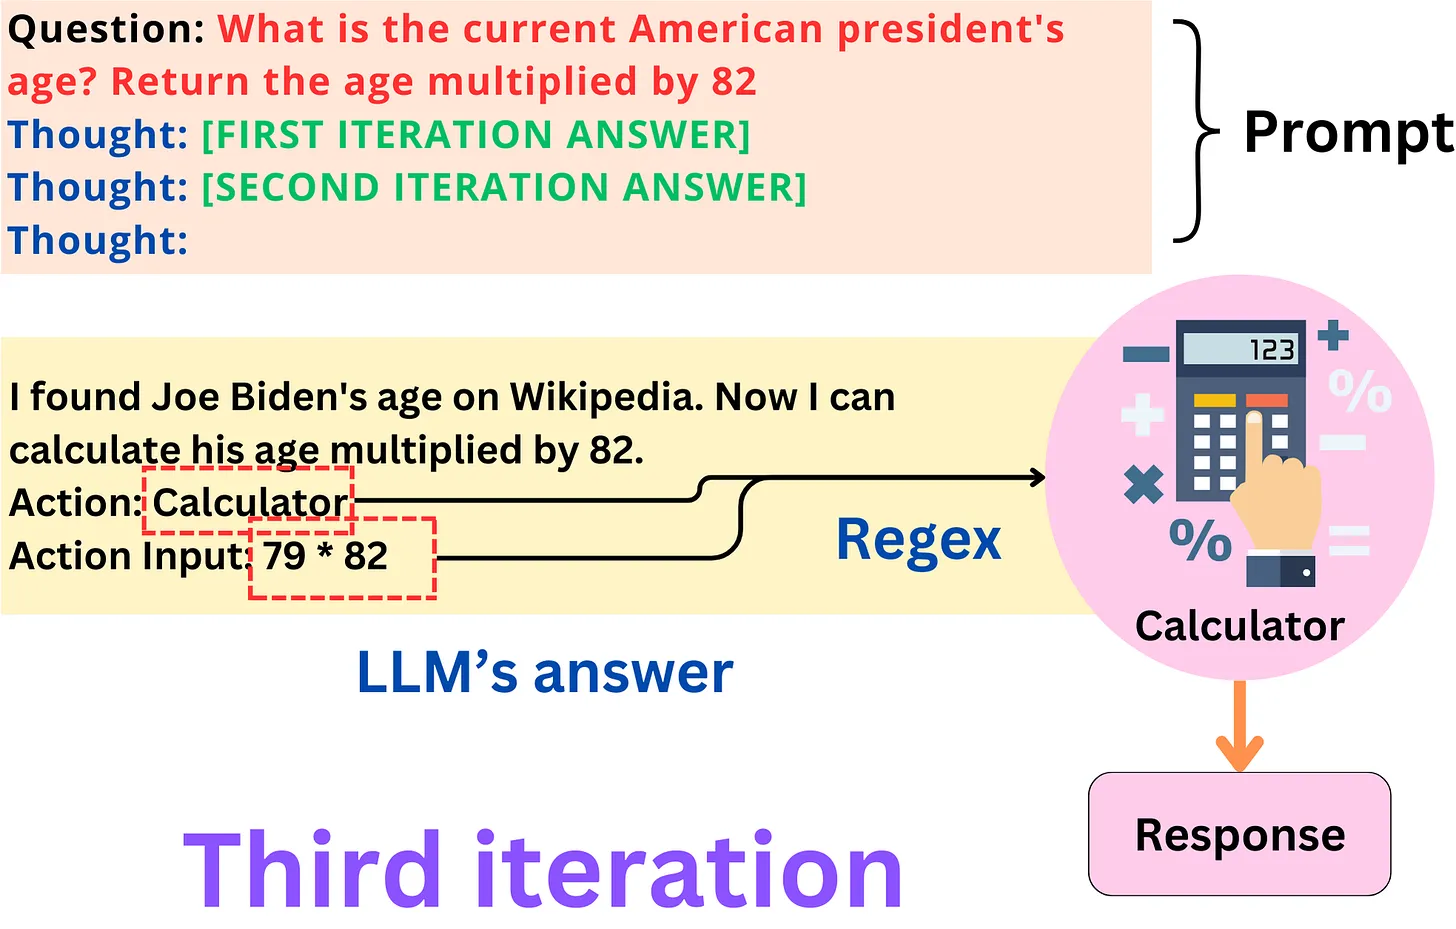 Question: What is the current American president's
age? Return the age multiplied by 82
Thought: [FIRST ITERATION ANSWER]
Thought: [SECOND ITERATION ANSWER]
Thought:
Prompt
I found Joe Biden's age on Wikipedia. Now I can
calculate his age multiplied by 82.
Action: Calculator
Action Input: 79 * 82
Regex
123
+
%
+
−
×
%
=
−
Calculator
LLM’s answer
Response
Third iteration